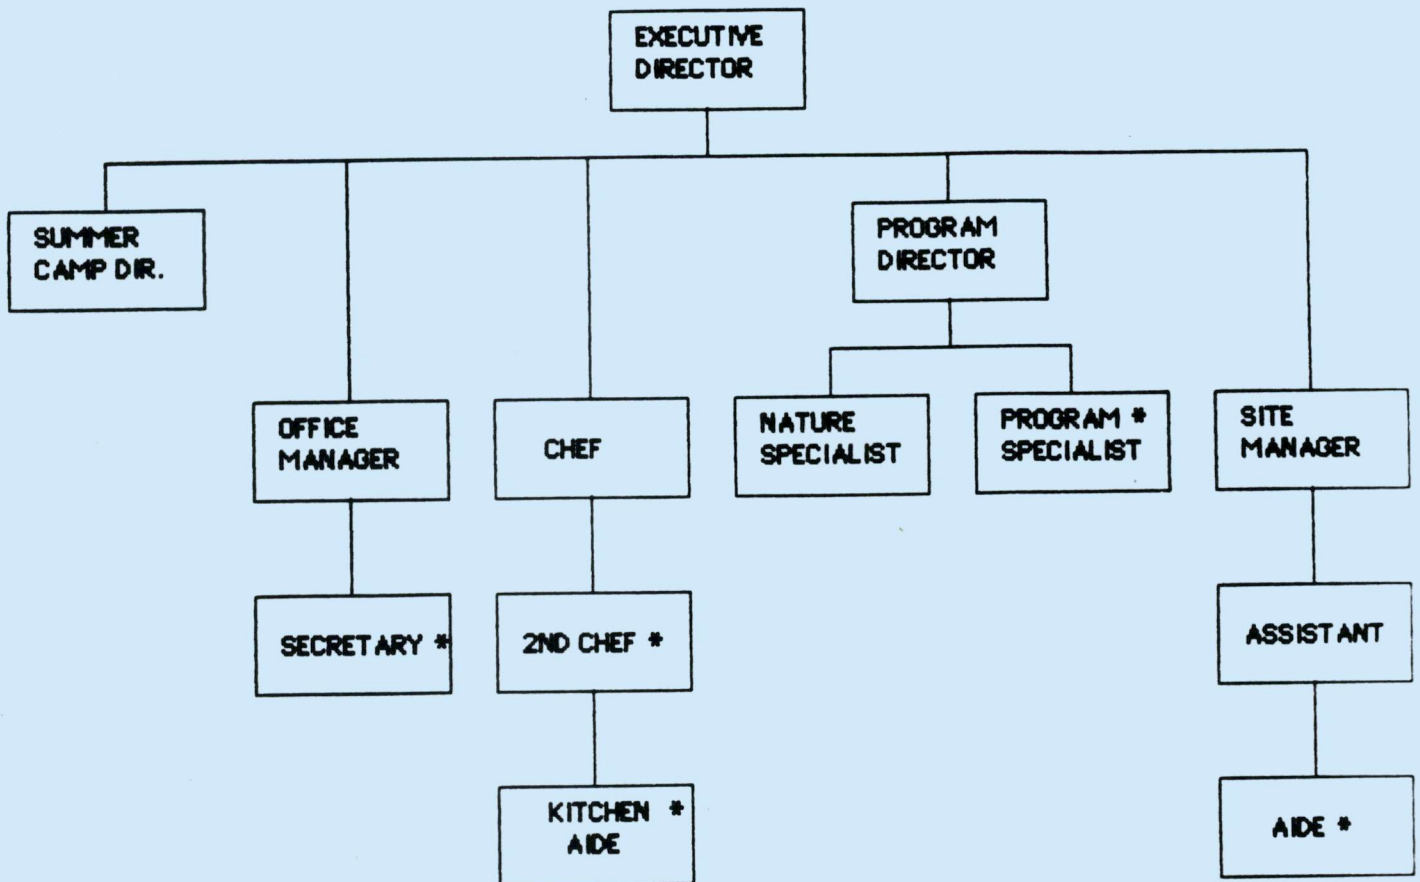 EXECUTIVE
DIRECTOR
SUMMER
CAMP DIR.
PROGRAM
DIRECTOR
OFFICE
MANAGER
CHEF
NATURE
SPECIALIST
PROGRAM *
SPECIALIST
SITE
MANAGER
SECRETARY *
2ND CHEF *
ASSISTANT
KITCHEN *
AIDE
AIDE *